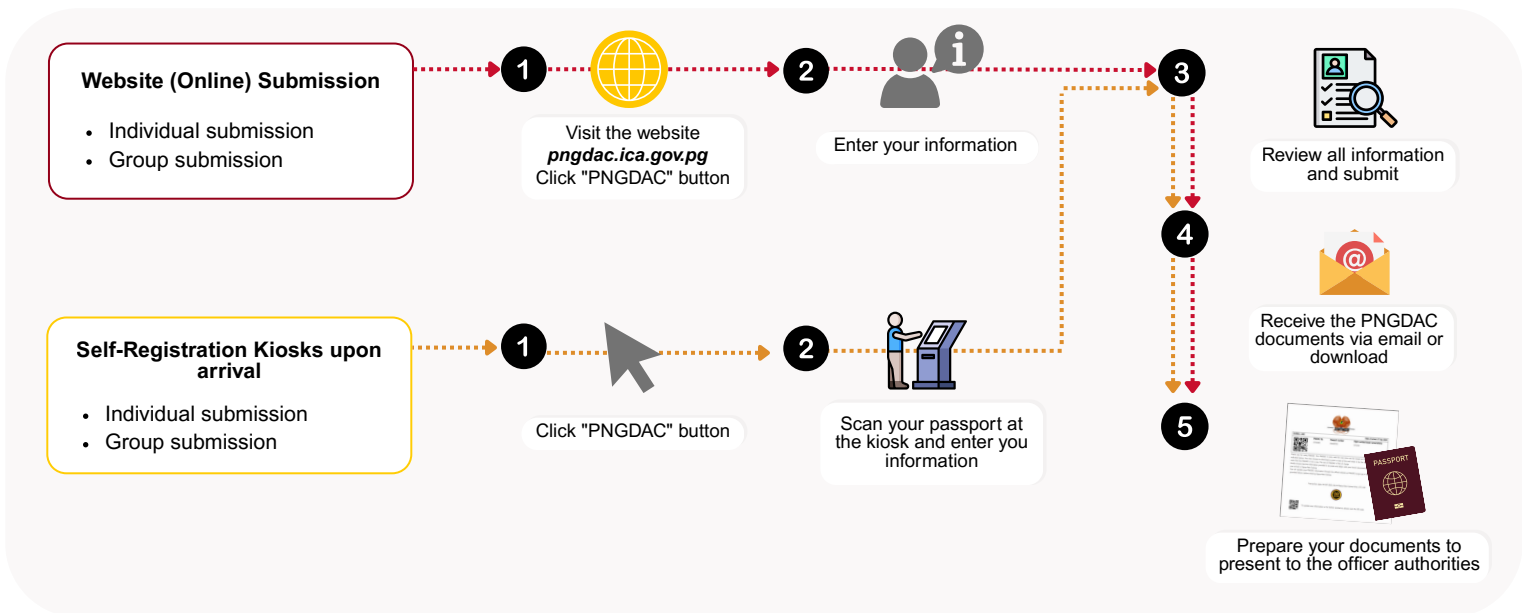 Website (Online) Submission
• Individual submission
• Group submission
1
Visit the website
pngdac.ica.gov.pg
Click "PNGDAC" button
2
i
Enter your information
3
Review all information
and submit
4
@
Receive the PNGDAC
documents via email or
download
Self-Registration Kiosks upon
arrival
• Individual submission
• Group submission
1
Click "PNGDAC" button
2
Scan your passport at
the kiosk and enter you
information
5
PASSPORT
Prepare your documents to
present to the officer authorities